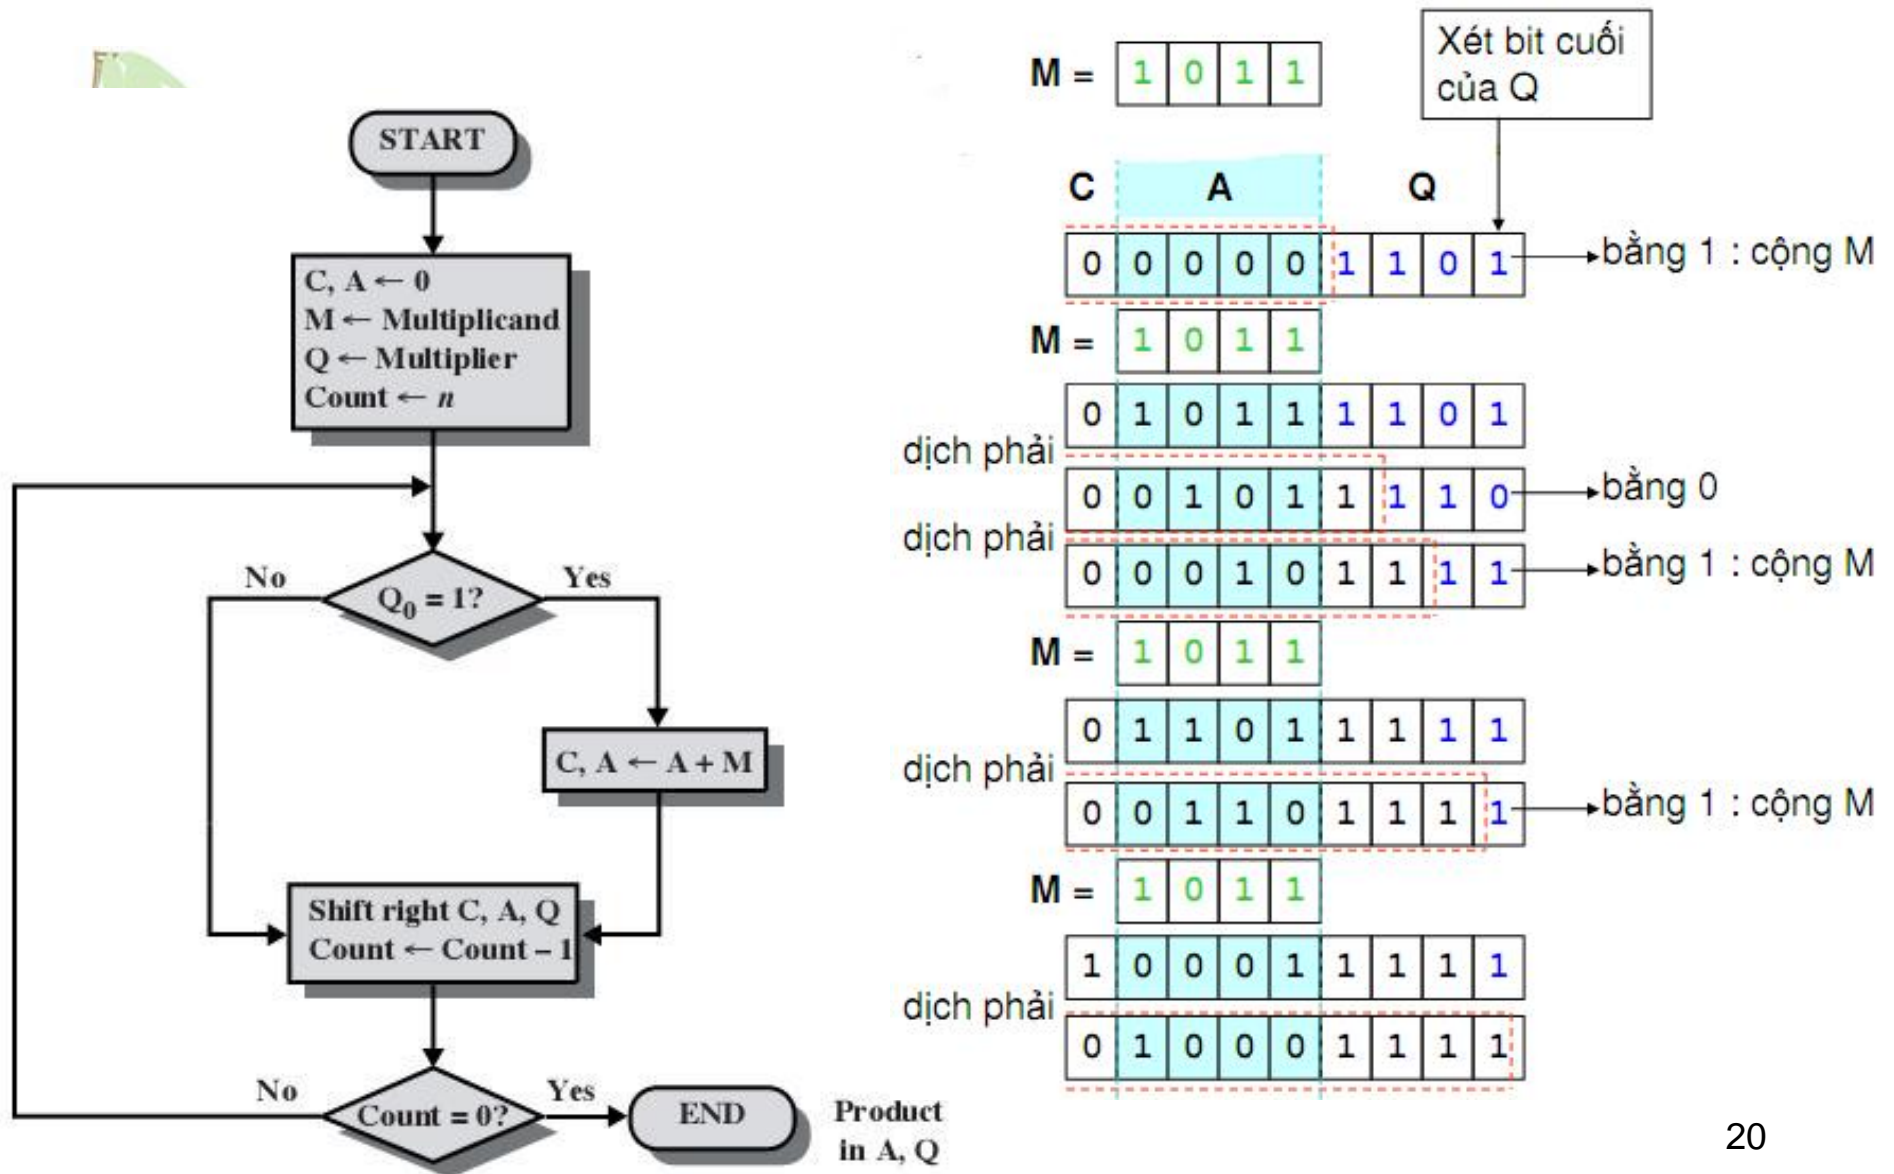 START
C, A ← 0
M ← Multiplicand
Q ← Multiplier
Count ← n
No
Q0 = 1?
Yes
C, A ← A + M
Shift right C, A, Q
Count ← Count – 1
No
Count = 0?
Yes
END
Product
in A, Q
M = 1 0 1 1
Xét bit cuối
của Q
C A Q
0 0 0 0 0 1 1 0 1 bằng 1 : cộng M
M = 1 0 1 1
0 1 0 1 1 1 1 0 1
dịch phải
0 0 1 0 1 1 1 1 0 bằng 0
dịch phải
0 0 0 1 0 1 1 1 1 bằng 1 : cộng M
M = 1 0 1 1
0 1 1 0 1 1 1 1 1
dịch phải
0 0 1 1 0 1 1 1 1 bằng 1 : cộng M
M = 1 0 1 1
1 0 0 0 1 1 1 1 1
dịch phải
0 1 0 0 0 1 1 1 1
20